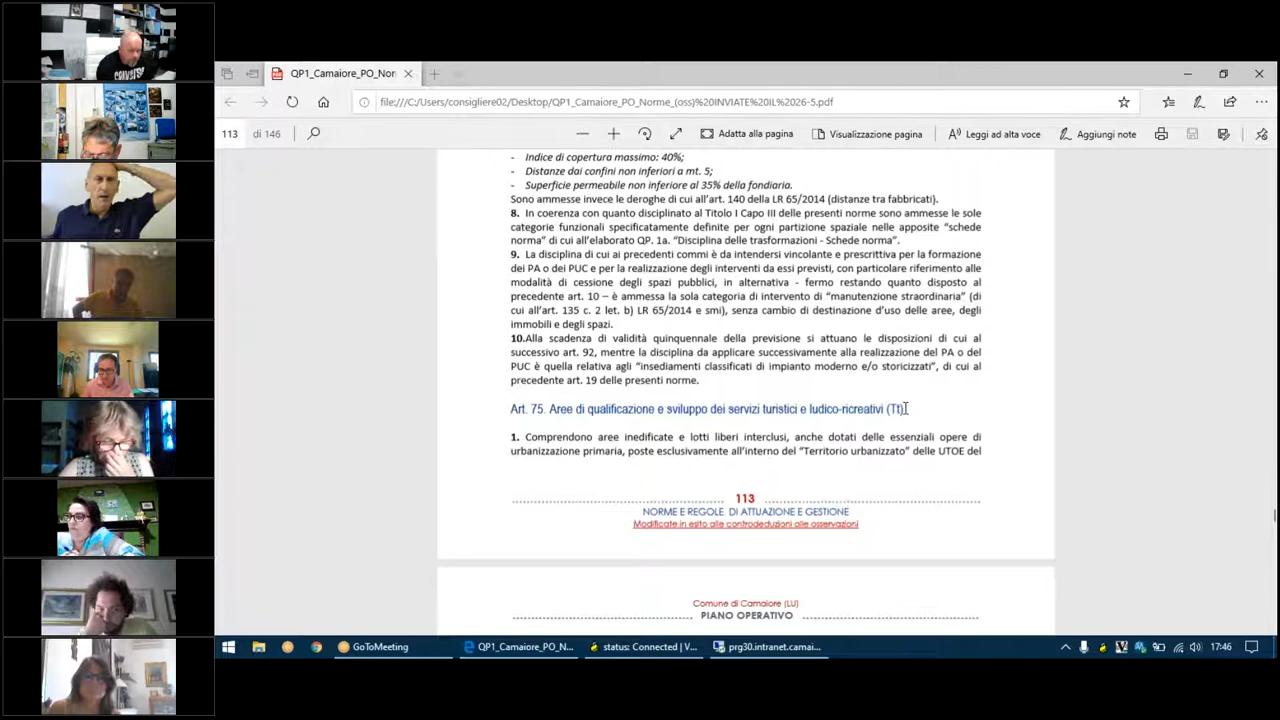 CONVERSE
QP1_Camaiore_PO_Nor
file:///C:/Users/consigliere02/Desktop/QP1_Camaiore_PO_Norme_(oss)%20INVIATE%20IL%2026-5.pdf
113 di 146
Adatta alla pagina
Visualizzazione pagina
Leggi ad alta voce
Aggiungi note
- Indice di copertura massimo: 40%;
- Distanze dai confini non inferiori a mt. 5;
- Superficie permeabile non inferiore al 35% della fondiaria.
Sono ammesse invece le deroghe di cui all’art. 140 della LR 65/2014 (distanze tra fabbricati).
8. In coerenza con quanto disciplinato al Titolo I Capo III delle presenti norme sono ammesse le sole
categorie funzionali specificatamente definite per ogni partizione spaziale nelle apposite “schede
norma” di cui all’elaborato QP. 1a. “Disciplina delle trasformazioni - Schede norma”.
9. La disciplina di cui ai precedenti commi è da intendersi vincolante e prescrittiva per la formazione
dei PA o dei PUC e per la realizzazione degli interventi da essi previsti, con particolare riferimento alle
modalità di cessione degli spazi pubblici, in alternativa - fermo restando quanto disposto al
precedente art. 10 – è ammessa la sola categoria di intervento di “manutenzione straordinaria” (di
cui all’art. 135 c. 2 let. b) LR 65/2014 e smi), senza cambio di destinazione d’uso delle aree, degli
immobili e degli spazi.
10.Alla scadenza di validità quinquennale della previsione si attuano le disposizioni di cui al
successivo art. 92, mentre la disciplina da applicare successivamente alla realizzazione del PA o del
PUC è quella relativa agli “insediamenti classificati di impianto moderno e/o storicizzati”, di cui al
precedente art. 19 delle presenti norme.
Art. 75. Aree di qualificazione e sviluppo dei servizi turistici e ludico-ricreativi (Tt)
1. Comprendono aree inedificate e lotti liberi interclusi, anche dotati delle essenziali opere di
urbanizzazione primaria, poste esclusivamente all’interno del “Territorio urbanizzato” delle UTOE del
113
NORME E REGOLE DI ATTUAZIONE E GESTIONE
Modificate in esito alle controdeduzioni alle osservazioni
Comune di Camaiore (LU)
PIANO OPERATIVO
GoToMeeting
QP1_Camaiore_PO_N...
status: Connected | V...
prg30.intranet.camai...
17:46